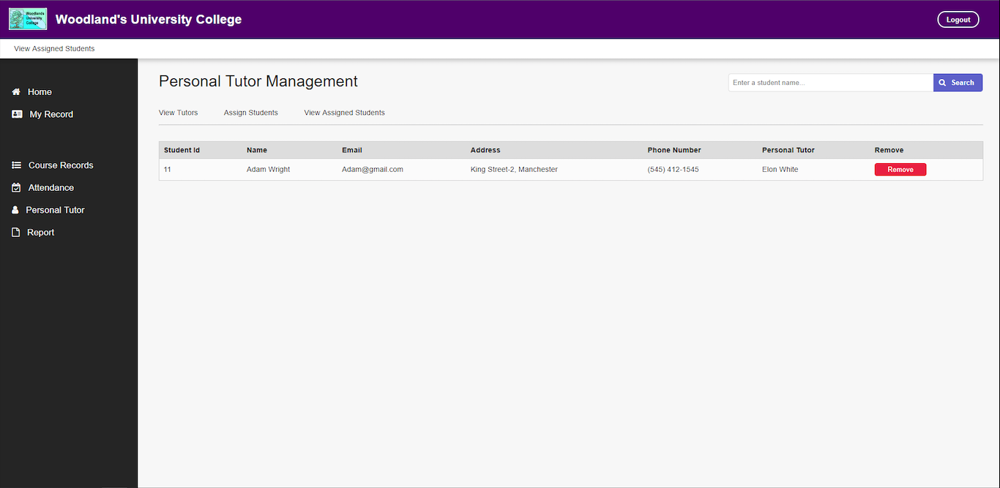 Woodlands
University
College
Woodland's University College
Logout
View Assigned Students
Home
My Record
Course Records
Attendance
Personal Tutor
Report
Personal Tutor Management
Enter a student name...
Search
View Tutors Assign Students View Assigned Students
Student Id Name Email Address Phone Number Personal Tutor Remove
11 Adam Wright Adam@gmail.com King Street-2, Manchester (545) 412-1545 Elon White Remove